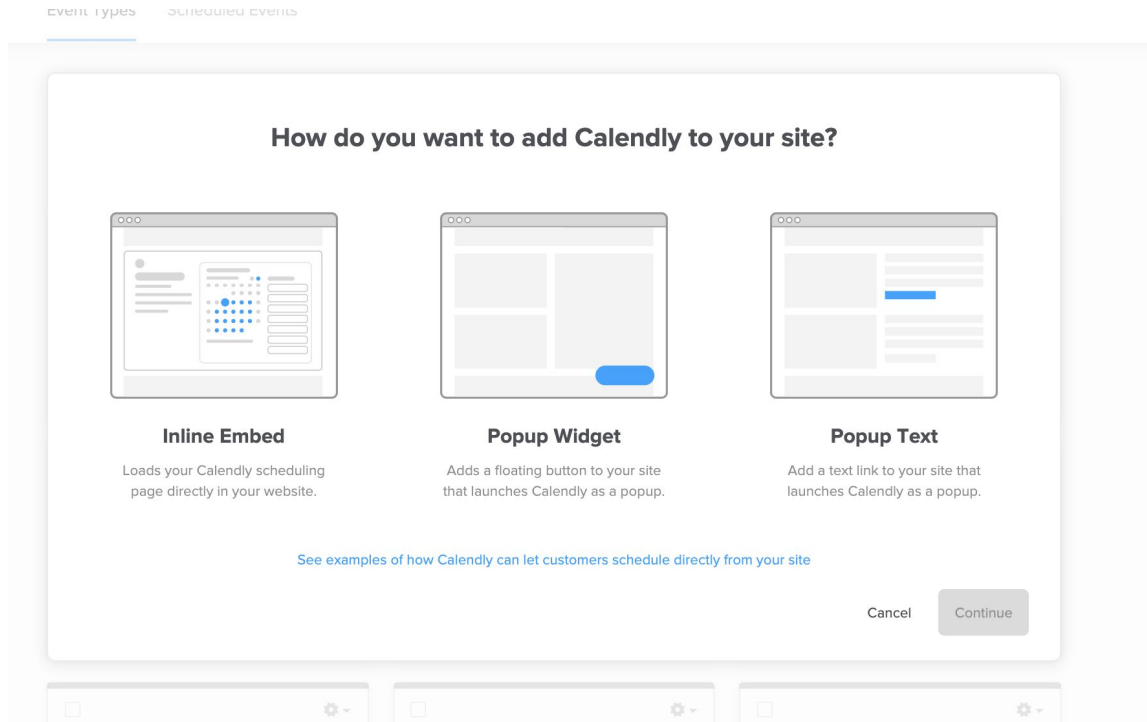 Event Types Scheduled Events
How do you want to add Calendly to your site?
Inline Embed
Loads your Calendly scheduling
page directly in your website.
Popup Widget
Adds a floating button to your site
that launches Calendly as a popup.
Popup Text
Add a text link to your site that
launches Calendly as a popup.
See examples of how Calendly can let customers schedule directly from your site
Cancel Continue